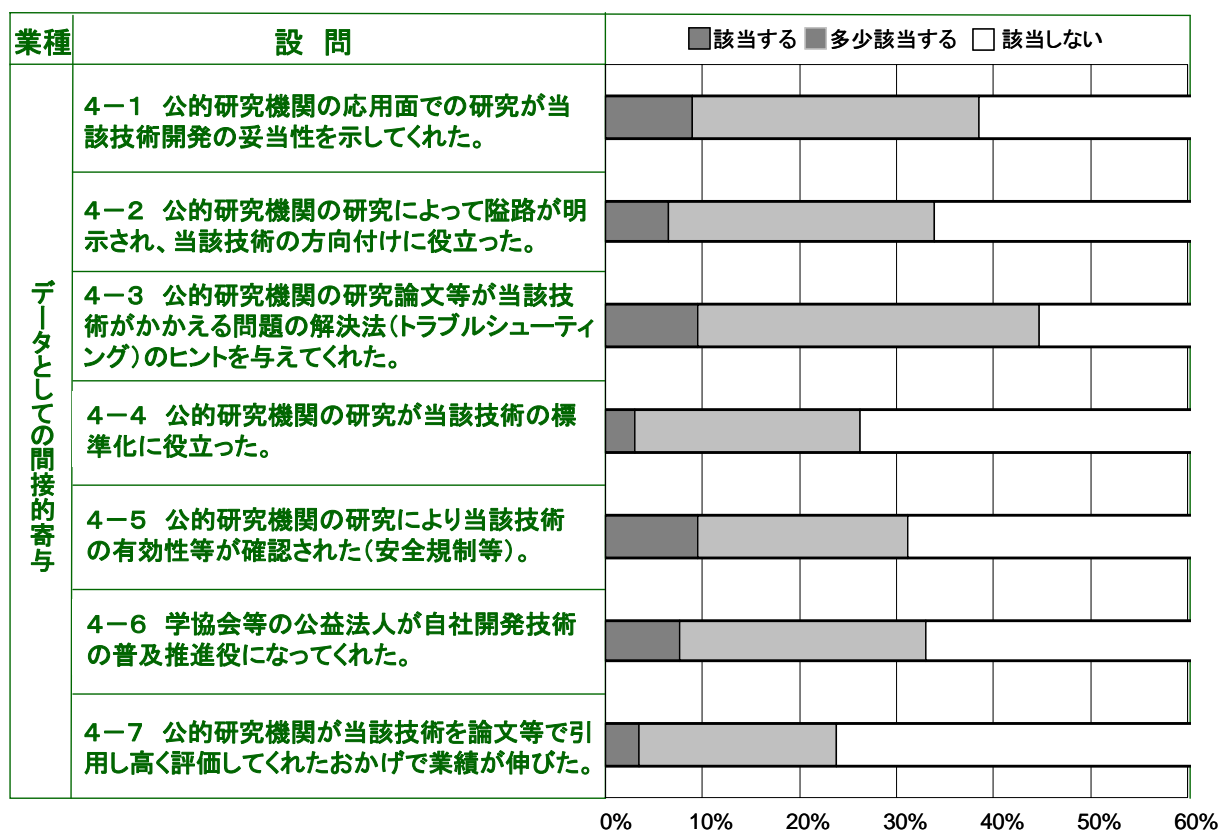 業種
設 問
該当する 多少該当する 該当しない
データとしての間接的寄与
4－1 公的研究機関の応用面での研究が当
該技術開発の妥当性を示してくれた。
4－2 公的研究機関の研究によって隘路が明
示され、当該技術の方向付けに役立った。
4－3 公的研究機関の研究論文等が当該技
術がかかえる問題の解決法（トラブルシューティ
ング）のヒントを与えてくれた。
4－4 公的研究機関の研究が当該技術の標
準化に役立った。
4－5 公的研究機関の研究により当該技術
の有効性等が確認された（安全規制等）。
4－6 学協会等の公益法人が自社開発技術
の普及推進役になってくれた。
4－7 公的研究機関が当該技術を論文等で引
用し高く評価してくれたおかげで業績が伸びた。
0% 10% 20% 30% 40% 50% 60%